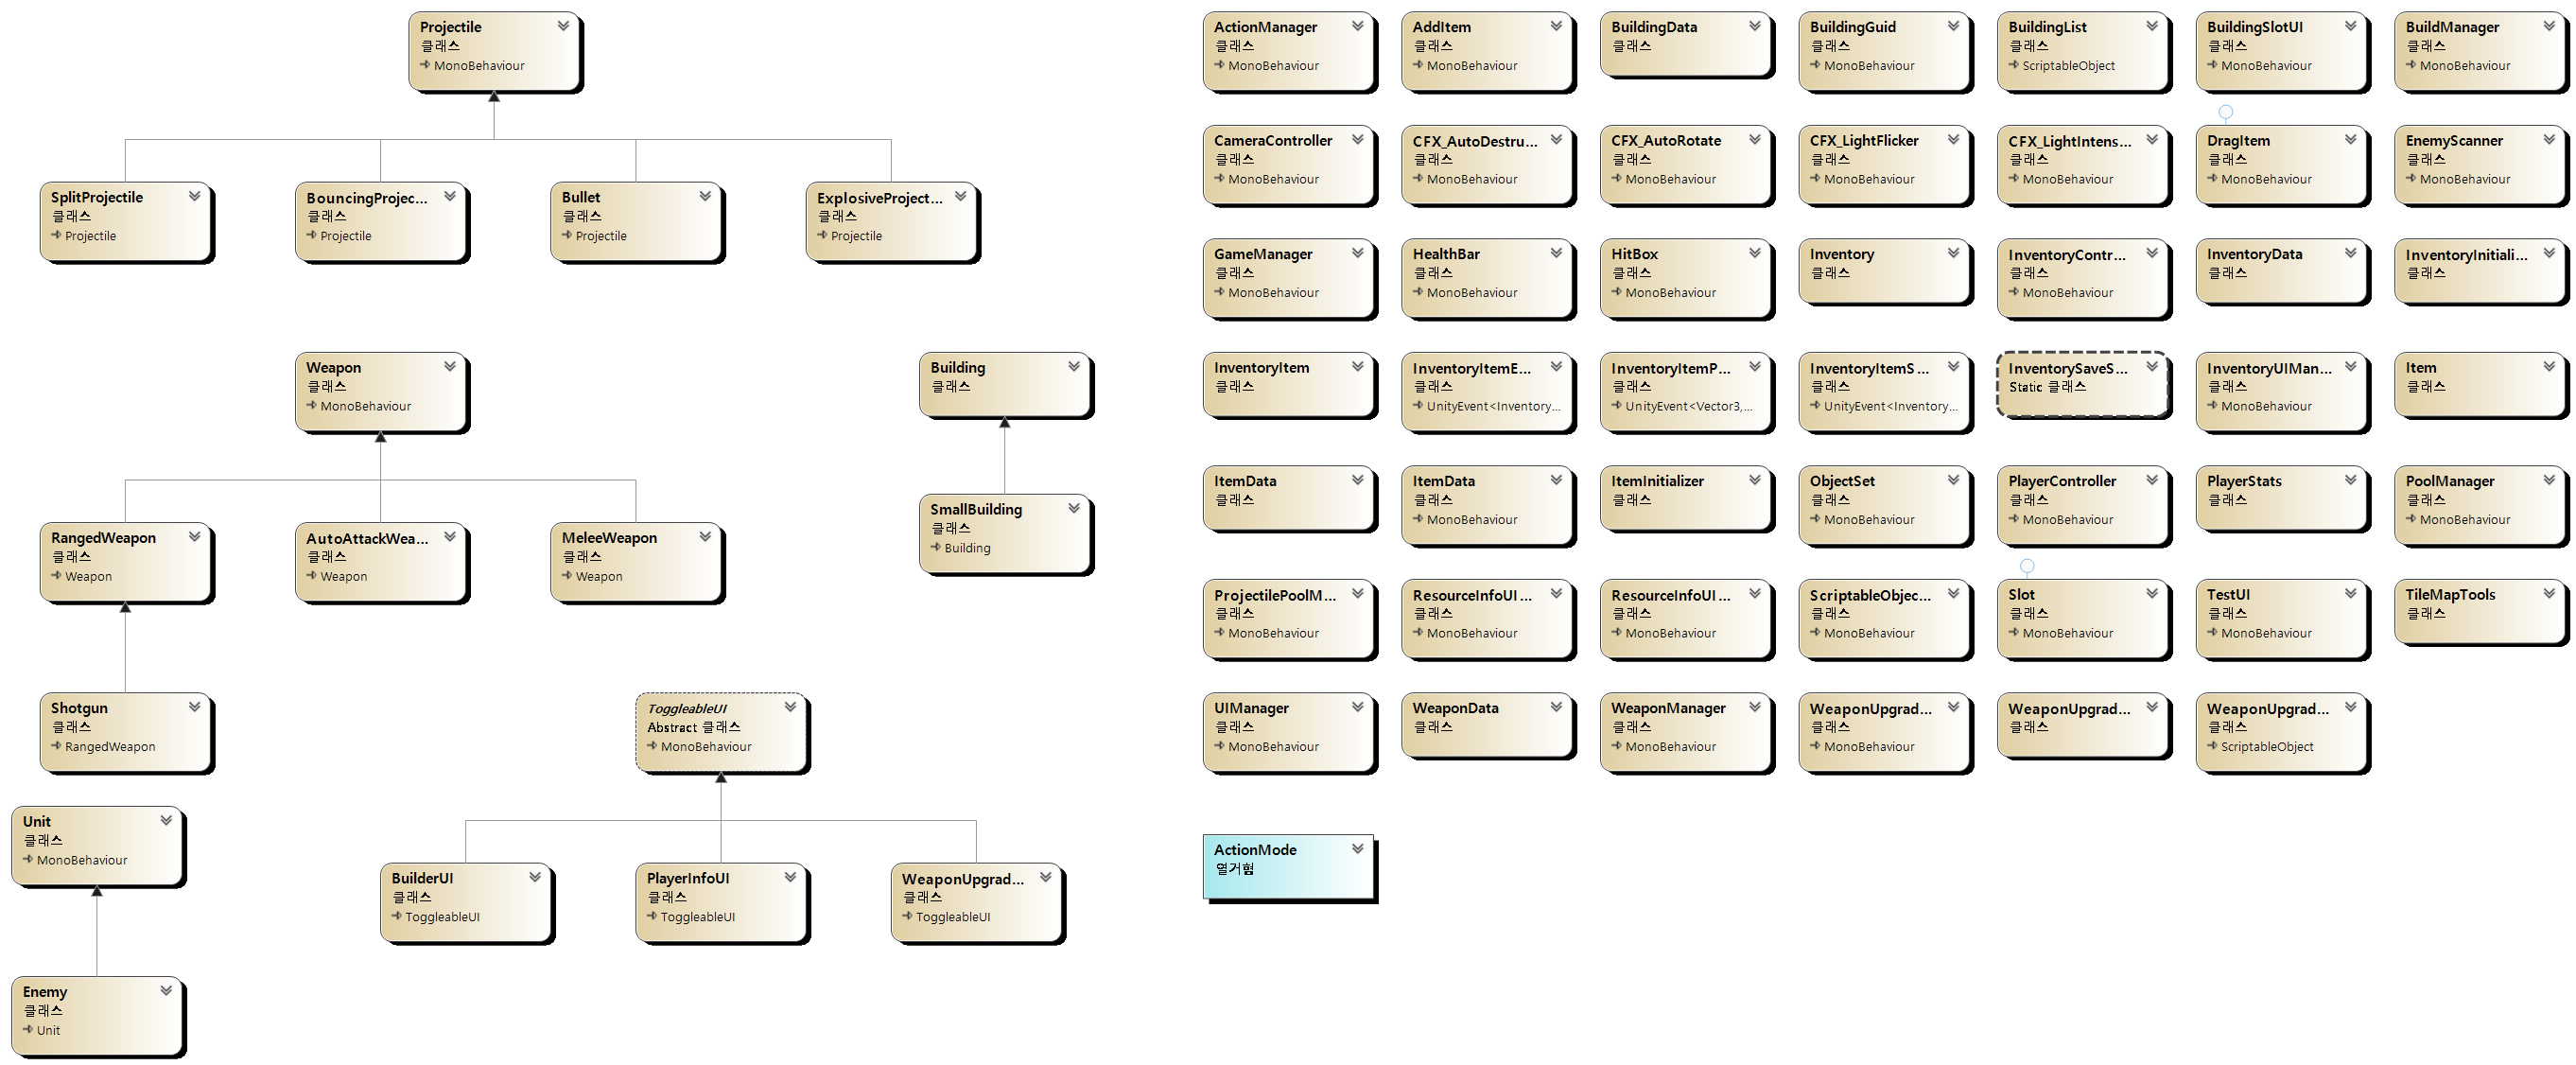 Projectile
클래스
MonoBehaviour
SplitProjectile
클래스
Projectile
BouncingProjec...
클래스
Projectile
Bullet
클래스
Projectile
ExplosiveProject...
클래스
Projectile
Weapon
클래스
MonoBehaviour
Building
클래스
RangedWeapon
클래스
Weapon
AutoAttackWea...
클래스
Weapon
MeleeWeapon
클래스
Weapon
SmallBuilding
클래스
Building
Shotgun
클래스
RangedWeapon
ToggleableUI
Abstract 클래스
MonoBehaviour
Unit
클래스
MonoBehaviour
BuilderUI
클래스
ToggleableUI
PlayerInfoUI
클래스
ToggleableUI
WeaponUpgrad...
클래스
ToggleableUI
Enemy
클래스
Unit
ActionManager
클래스
MonoBehaviour
AddItem
클래스
MonoBehaviour
BuildingData
클래스
BuildingGuid
클래스
MonoBehaviour
BuildingList
클래스
ScriptableObject
BuildingSlotUI
클래스
MonoBehaviour
BuildManager
클래스
MonoBehaviour
CameraController
클래스
MonoBehaviour
CFX_AutoDestru...
클래스
MonoBehaviour
CFX_AutoRotate
클래스
MonoBehaviour
CFX_LightFlicker
클래스
MonoBehaviour
CFX_LightIntens...
클래스
MonoBehaviour
DragItem
클래스
MonoBehaviour
EnemyScanner
클래스
MonoBehaviour
GameManager
클래스
MonoBehaviour
HealthBar
클래스
MonoBehaviour
HitBox
클래스
MonoBehaviour
Inventory
클래스
InventoryContr...
클래스
MonoBehaviour
InventoryData
클래스
InventoryInitiali...
클래스
InventoryItem
클래스
InventoryItemE...
클래스
UnityEvent<Inventory...
InventoryItemP...
클래스
UnityEvent<Vector3,...
InventoryItemS...
클래스
UnityEvent<Inventory...
InventorySaveS...
Static 클래스
InventoryUIMan...
클래스
MonoBehaviour
Item
클래스
ItemData
클래스
ItemData
클래스
MonoBehaviour
ItemInitializer
클래스
ObjectSet
클래스
MonoBehaviour
PlayerController
클래스
MonoBehaviour
PlayerStats
클래스
PoolManager
클래스
MonoBehaviour
ProjectilePoolM...
클래스
MonoBehaviour
ResourceInfoUI...
클래스
MonoBehaviour
ResourceInfoUI...
클래스
MonoBehaviour
ScriptableObjec...
클래스
MonoBehaviour
Slot
클래스
MonoBehaviour
TestUI
클래스
MonoBehaviour
TileMapTools
클래스
UIManager
클래스
MonoBehaviour
WeaponData
클래스
WeaponManager
클래스
MonoBehaviour
WeaponUpgrad...
클래스
MonoBehaviour
WeaponUpgrad...
클래스
WeaponUpgrad...
클래스
ScriptableObject
ActionMode
열거형